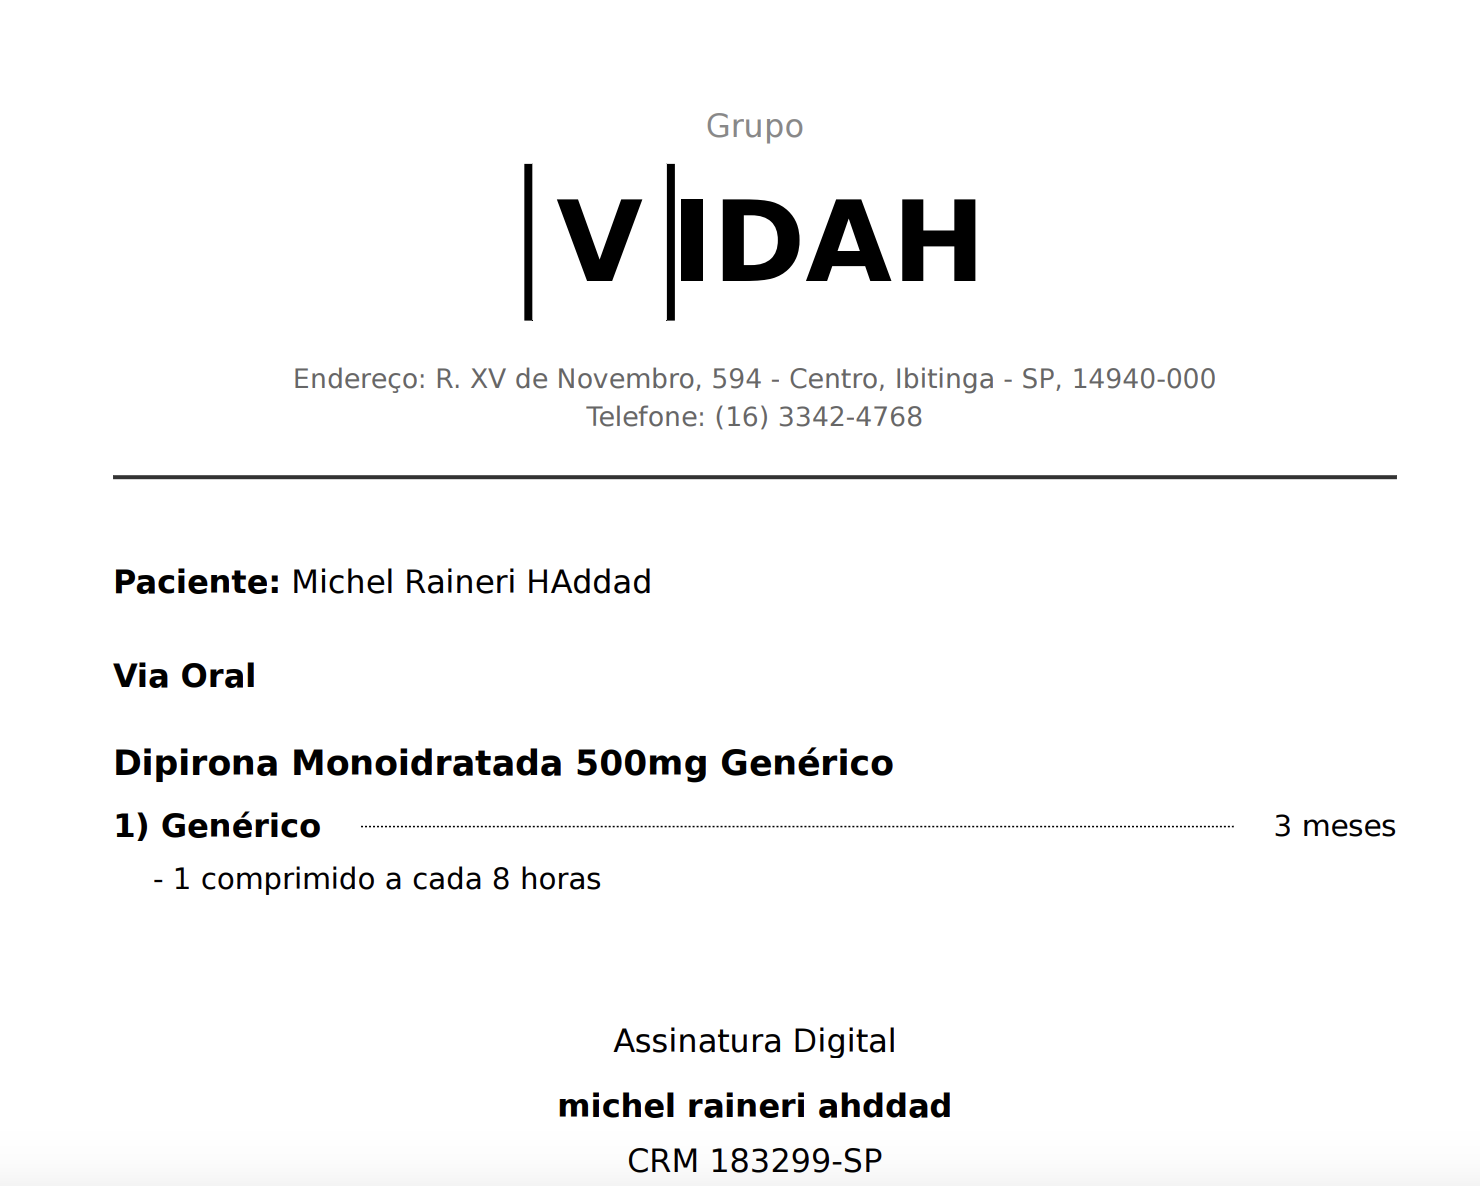 Grupo
VIDAH
Endereço: R. XV de Novembro, 594 - Centro, Ibitinga - SP, 14940-000
Telefone: (16) 3342-4768
Paciente: Michel Raineri HAddad
Via Oral
Dipirona Monoidratada 500mg Genérico
1) Genérico 3 meses
- 1 comprimido a cada 8 horas
Assinatura Digital
michel raineri ahddad
CRM 183299-SP